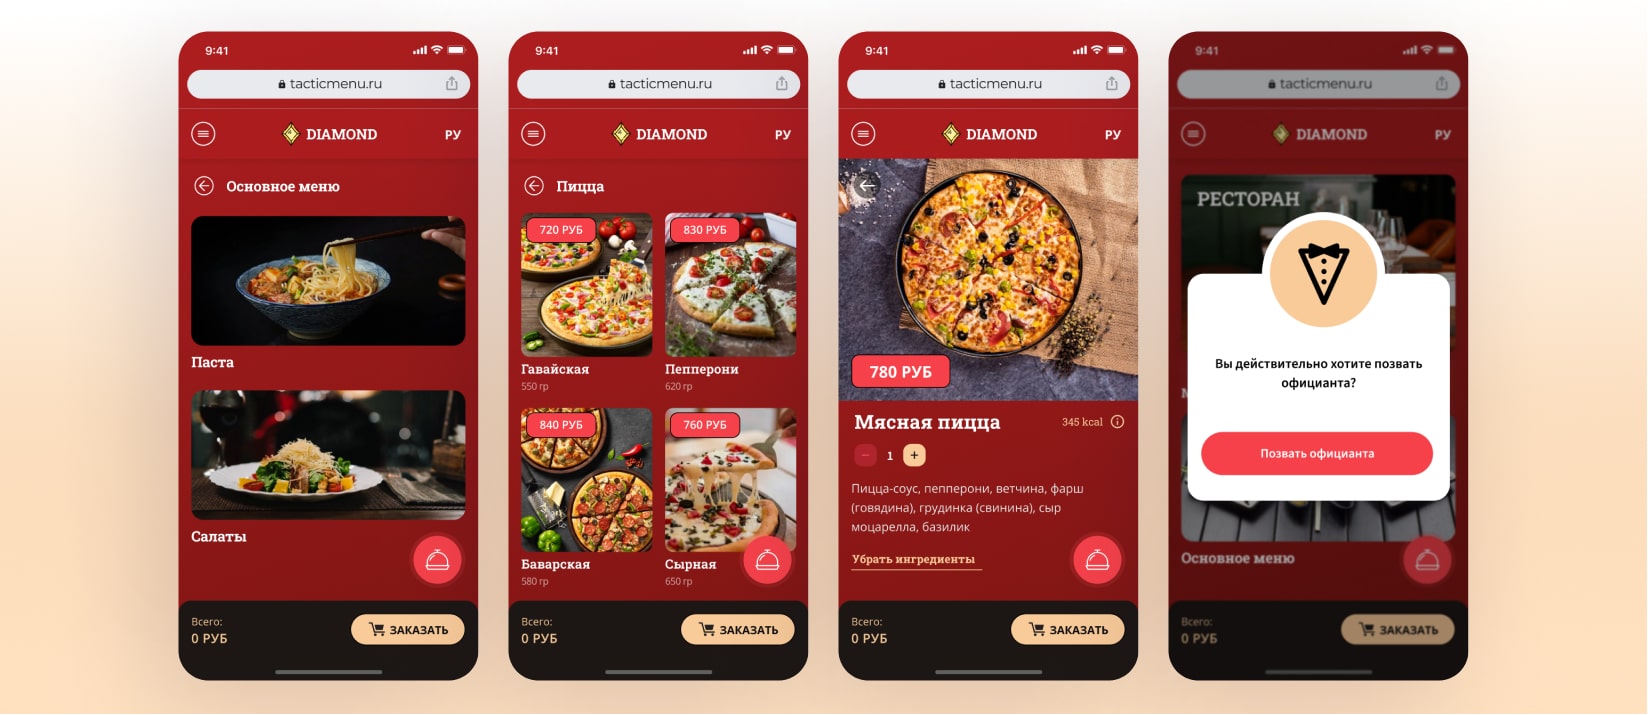 9:41
tacticmenu.ru
DIAMOND
РУ
Основное меню
Паста
Салаты
Всего:
0 РУБ
ЗАКАЗАТЬ
9:41
tacticmenu.ru
DIAMOND
РУ
Пицца
720 РУБ
830 РУБ
Гавайская
Пепперони
550 гр
620 гр
840 РУБ
760 РУБ
Баварская
Сырная
580 гр
650 гр
Всего:
0 РУБ
ЗАКАЗАТЬ
9:41
tacticmenu.ru
DIAMOND
РУ
780 РУБ
Мясная пицца
345 kcal
1
Пицца-соус, пепперони, ветчина, фарш
(говядина), грудинка (свинина), сыр
моцарелла, базилик
Убрать ингредиенты
Всего:
0 РУБ
ЗАКАЗАТЬ
9:41
tacticmenu.ru
DIAMOND
РУ
РЕСТОРАН
Вы действительно хотите позвать
официанта?
Позвать официанта
Основное меню
Всего:
0 РУБ
ЗАКАЗАТЬ